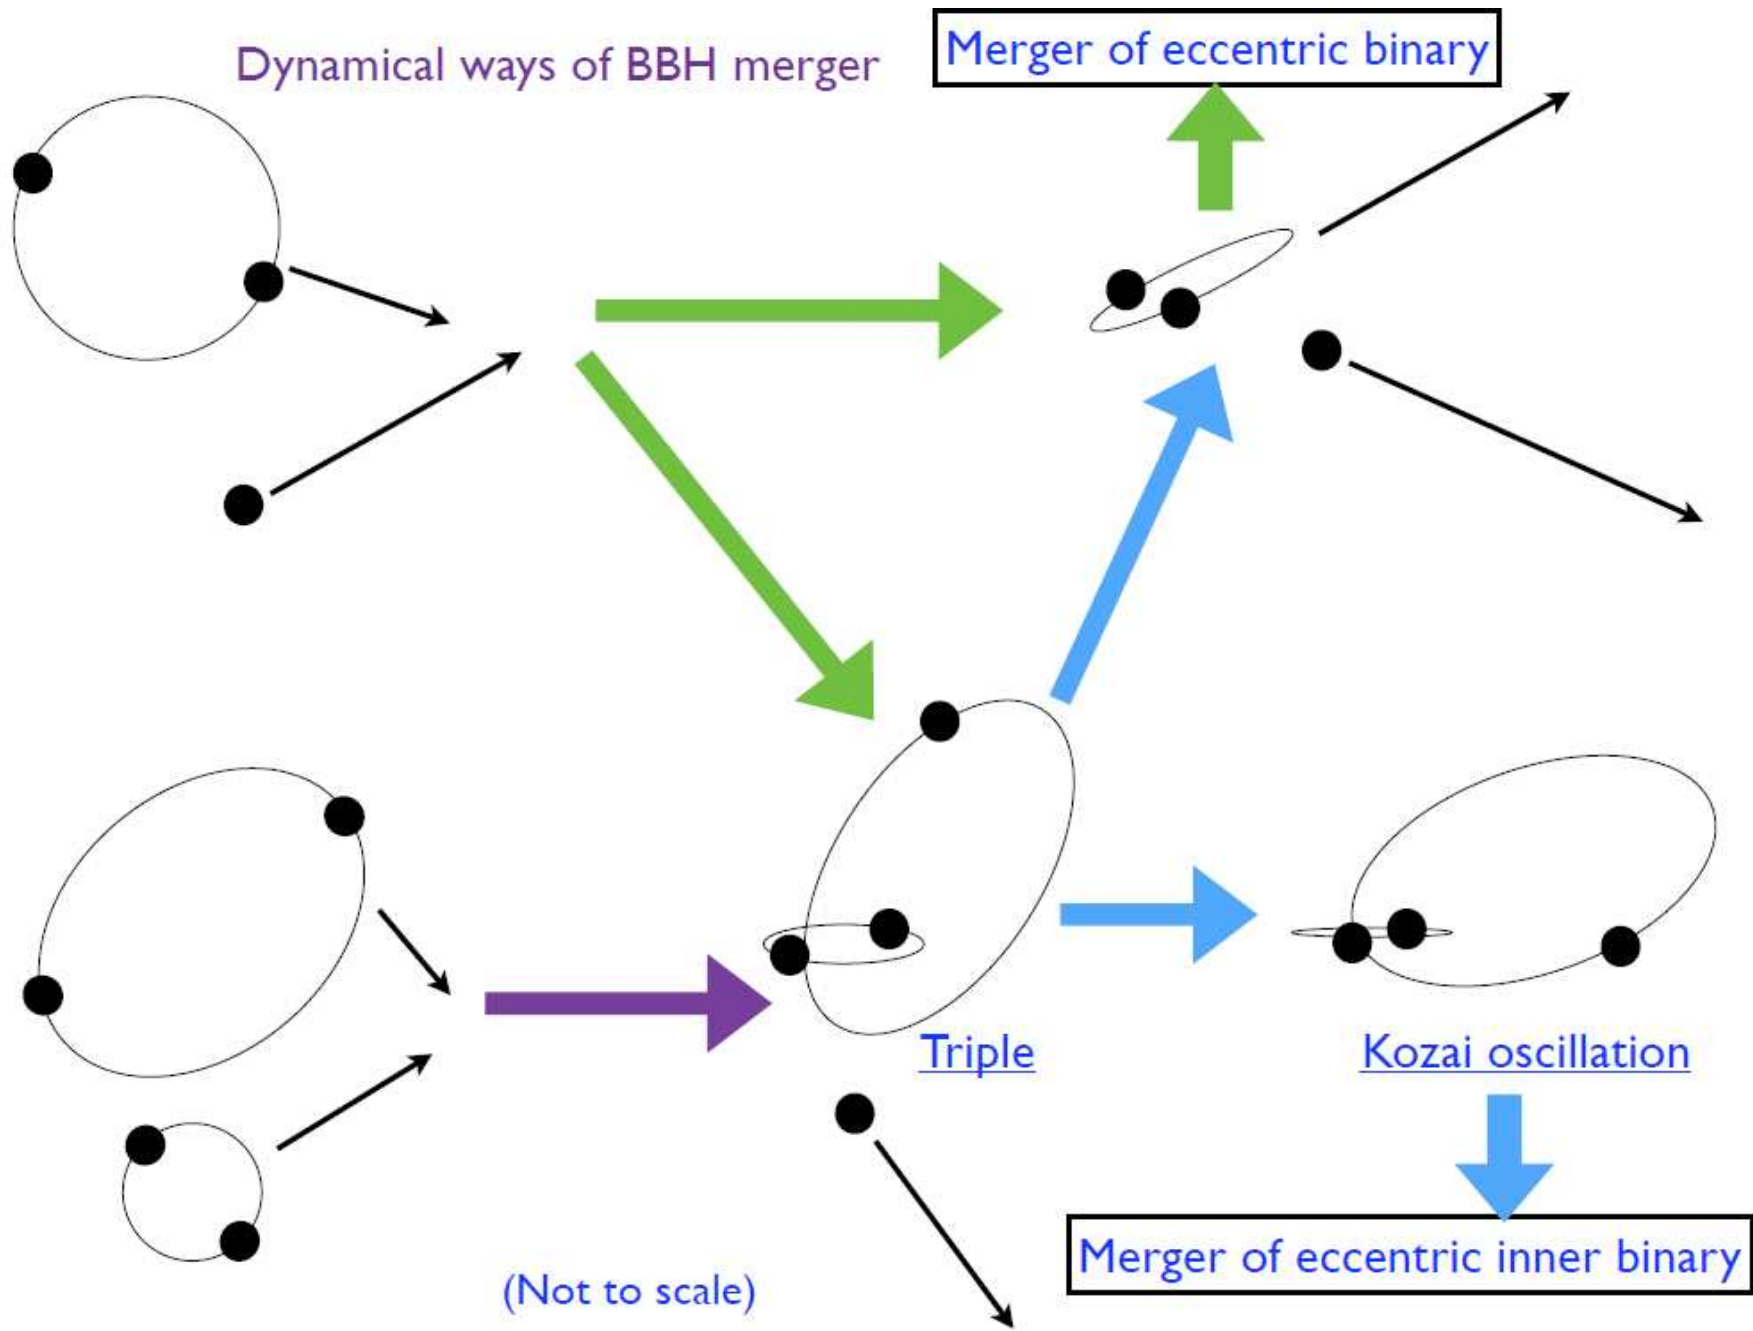 Dynamical ways of BBH merger
Merger of eccentric binary
Triple
Kozai oscillation
Merger of eccentric inner binary
(Not to scale)